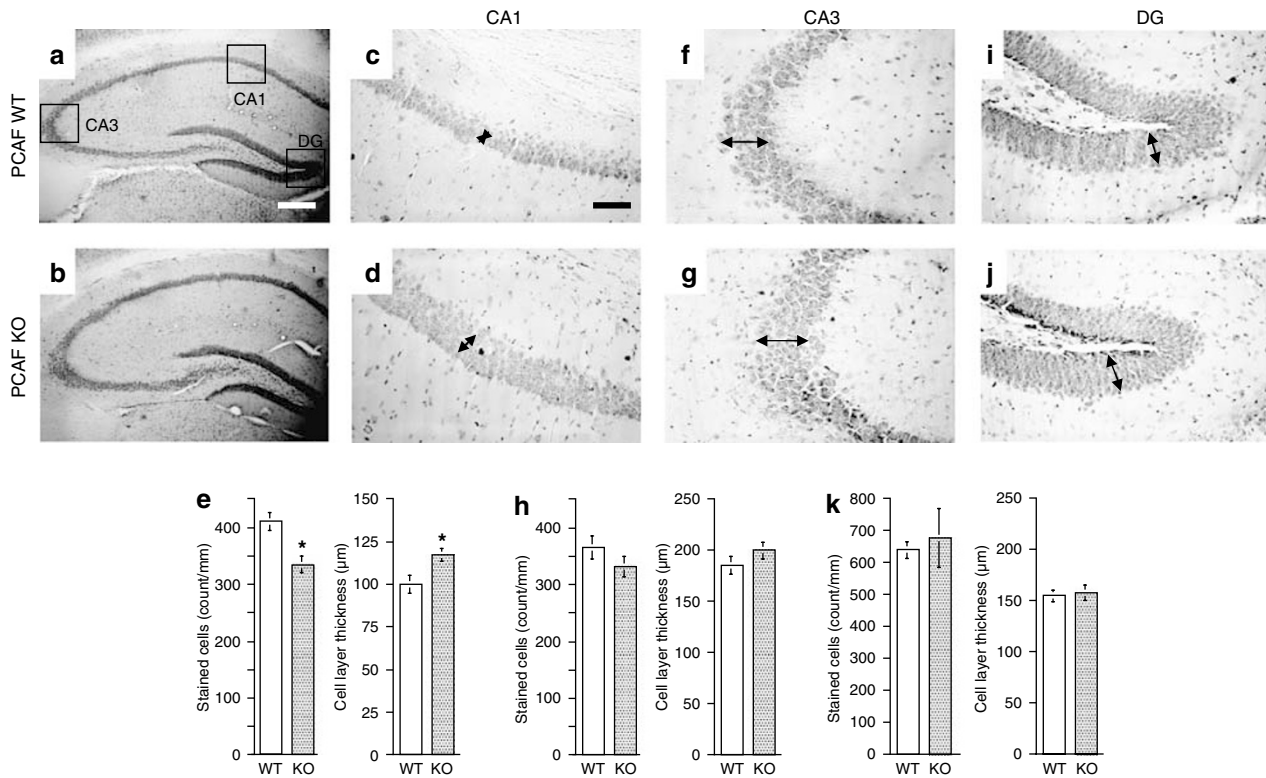 CA1
CA3
DG
PCAF WT
a
CA1
CA3
DG
c
f
i
PCAF KO
b
d
g
j
e
Stained cells (count/mm)
400
300
400
300
0
WT KO
*
Cell layer thickness (µm)
150
125
100
75
50
25
0
WT KO
*
h
Stained cells (count/mm)
400
300
400
300
0
WT KO
Cell layer thickness (µm)
250
200
150
100
50
0
WT KO
k
Stained cells (count/mm)
800
700
600
500
400
300
200
100
0
WT KO
Cell layer thickness (µm)
250
200
150
100
50
0
WT KO